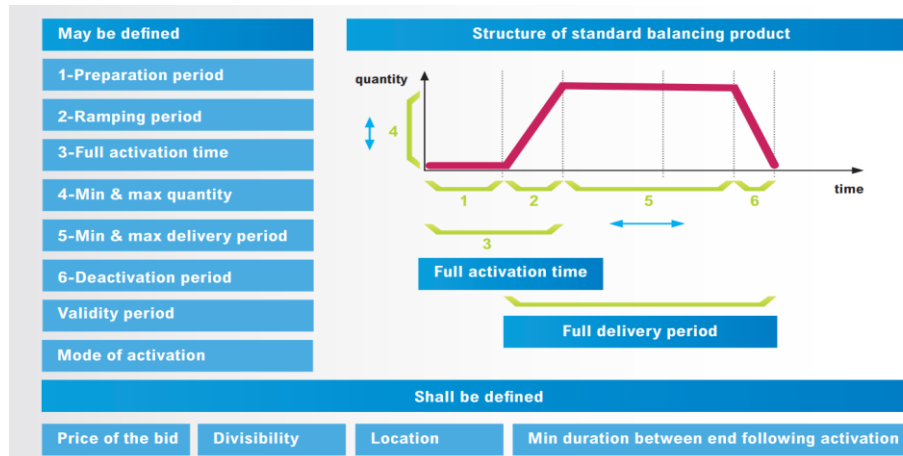 May be defined
1-Preparation period
2-Ramping period
3-Full activation time
4-Min & max quantity
5-Min & max delivery period
6-Deactivation period
Validity period
Mode of activation
Structure of standard balancing product
quantity
4
time
1
2
5
6
3
Full activation time
Full delivery period
Shall be defined
Price of the bid
Divisibility
Location
Min duration between end following activation